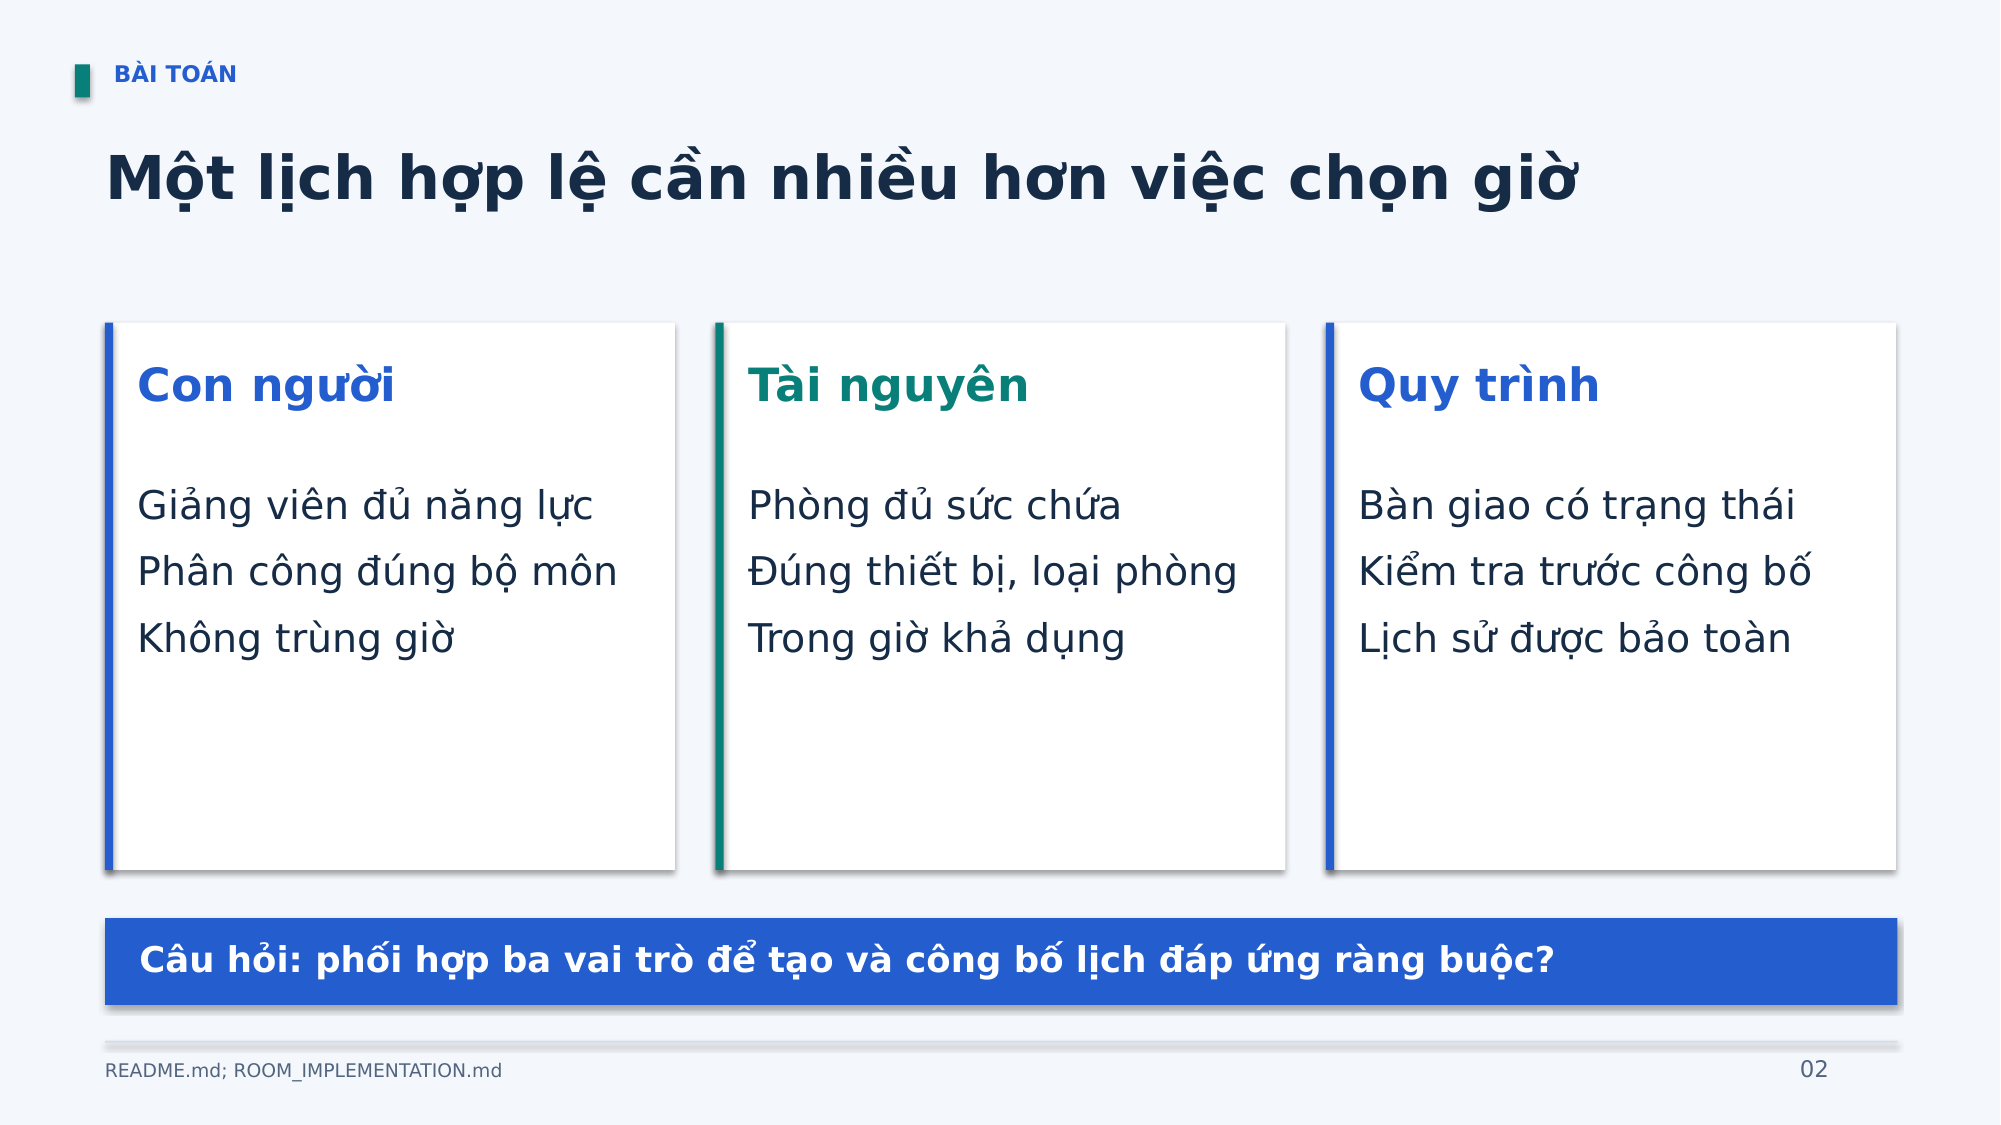 BÀI TOÁN
Một lịch hợp lệ cần nhiều hơn việc chọn giờ
Con người
Giảng viên đủ năng lực
Phân công đúng bộ môn
Không trùng giờ
Tài nguyên
Phòng đủ sức chứa
Đúng thiết bị, loại phòng
Trong giờ khả dụng
Quy trình
Bàn giao có trạng thái
Kiểm tra trước công bố
Lịch sử được bảo toàn
Câu hỏi: phối hợp ba vai trò để tạo và công bố lịch đáp ứng ràng buộc?
README.md; ROOM_IMPLEMENTATION.md
02